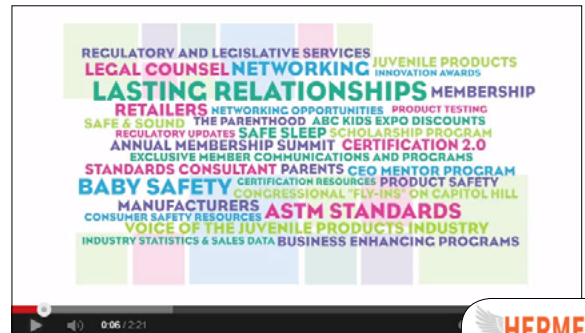 REGULATORY AND LEGISLATIVE SERVICES
JUVENILE PRODUCTS
LEGAL COUNSEL NETWORKING INNOVATION AWARDS
LASTING RELATIONSHIPS MEMBERSHIP
RETAILERS NETWORKING OPPORTUNITIES PRODUCT TESTING
SAFE & SOUND THE PARENTHOOD ABC KIDS EXPO DISCOUNTS
REGULATORY UPDATES SAFE SLEEP SCHOLARSHIP PROGRAM
ANNUAL MEMBERSHIP SUMMIT CERTIFICATION 2.0
EXCLUSIVE MEMBER COMMUNICATIONS AND PROGRAMS
STANDARDS CONSULTANT PARENTS CEO MENTOR PROGRAM
BABY SAFETY CERTIFICATION RESOURCES PRODUCT SAFETY
CONGRESSIONAL "FLY-INS" ON CAPITOL HILL
MANUFACTURERS ASTM STANDARDS
CONSUMER SAFETY RESOURCES
VOICE OF THE JUVENILE PRODUCTS INDUSTRY
INDUSTRY STATISTICS & SALES DATA BUSINESS ENHANCING PROGRAMS
0:06 / 2:21